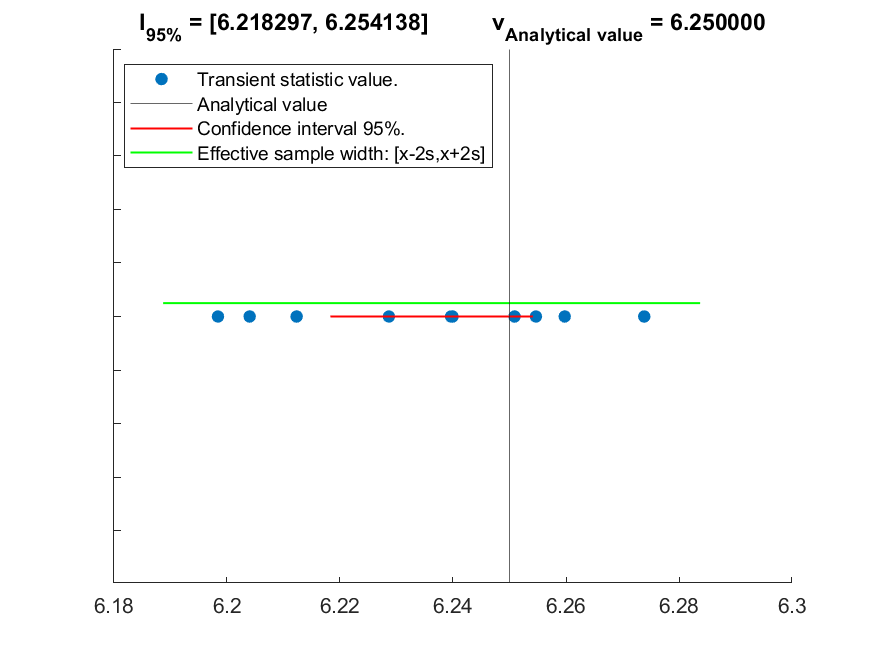 I95% = [6.218297, 6.254138] vAnalytical value = 6.250000
Transient statistic value.
Analytical value
Confidence interval 95%.
Effective sample width: [x-2s,x+2s]
6.18 6.2 6.22 6.24 6.26 6.28 6.3